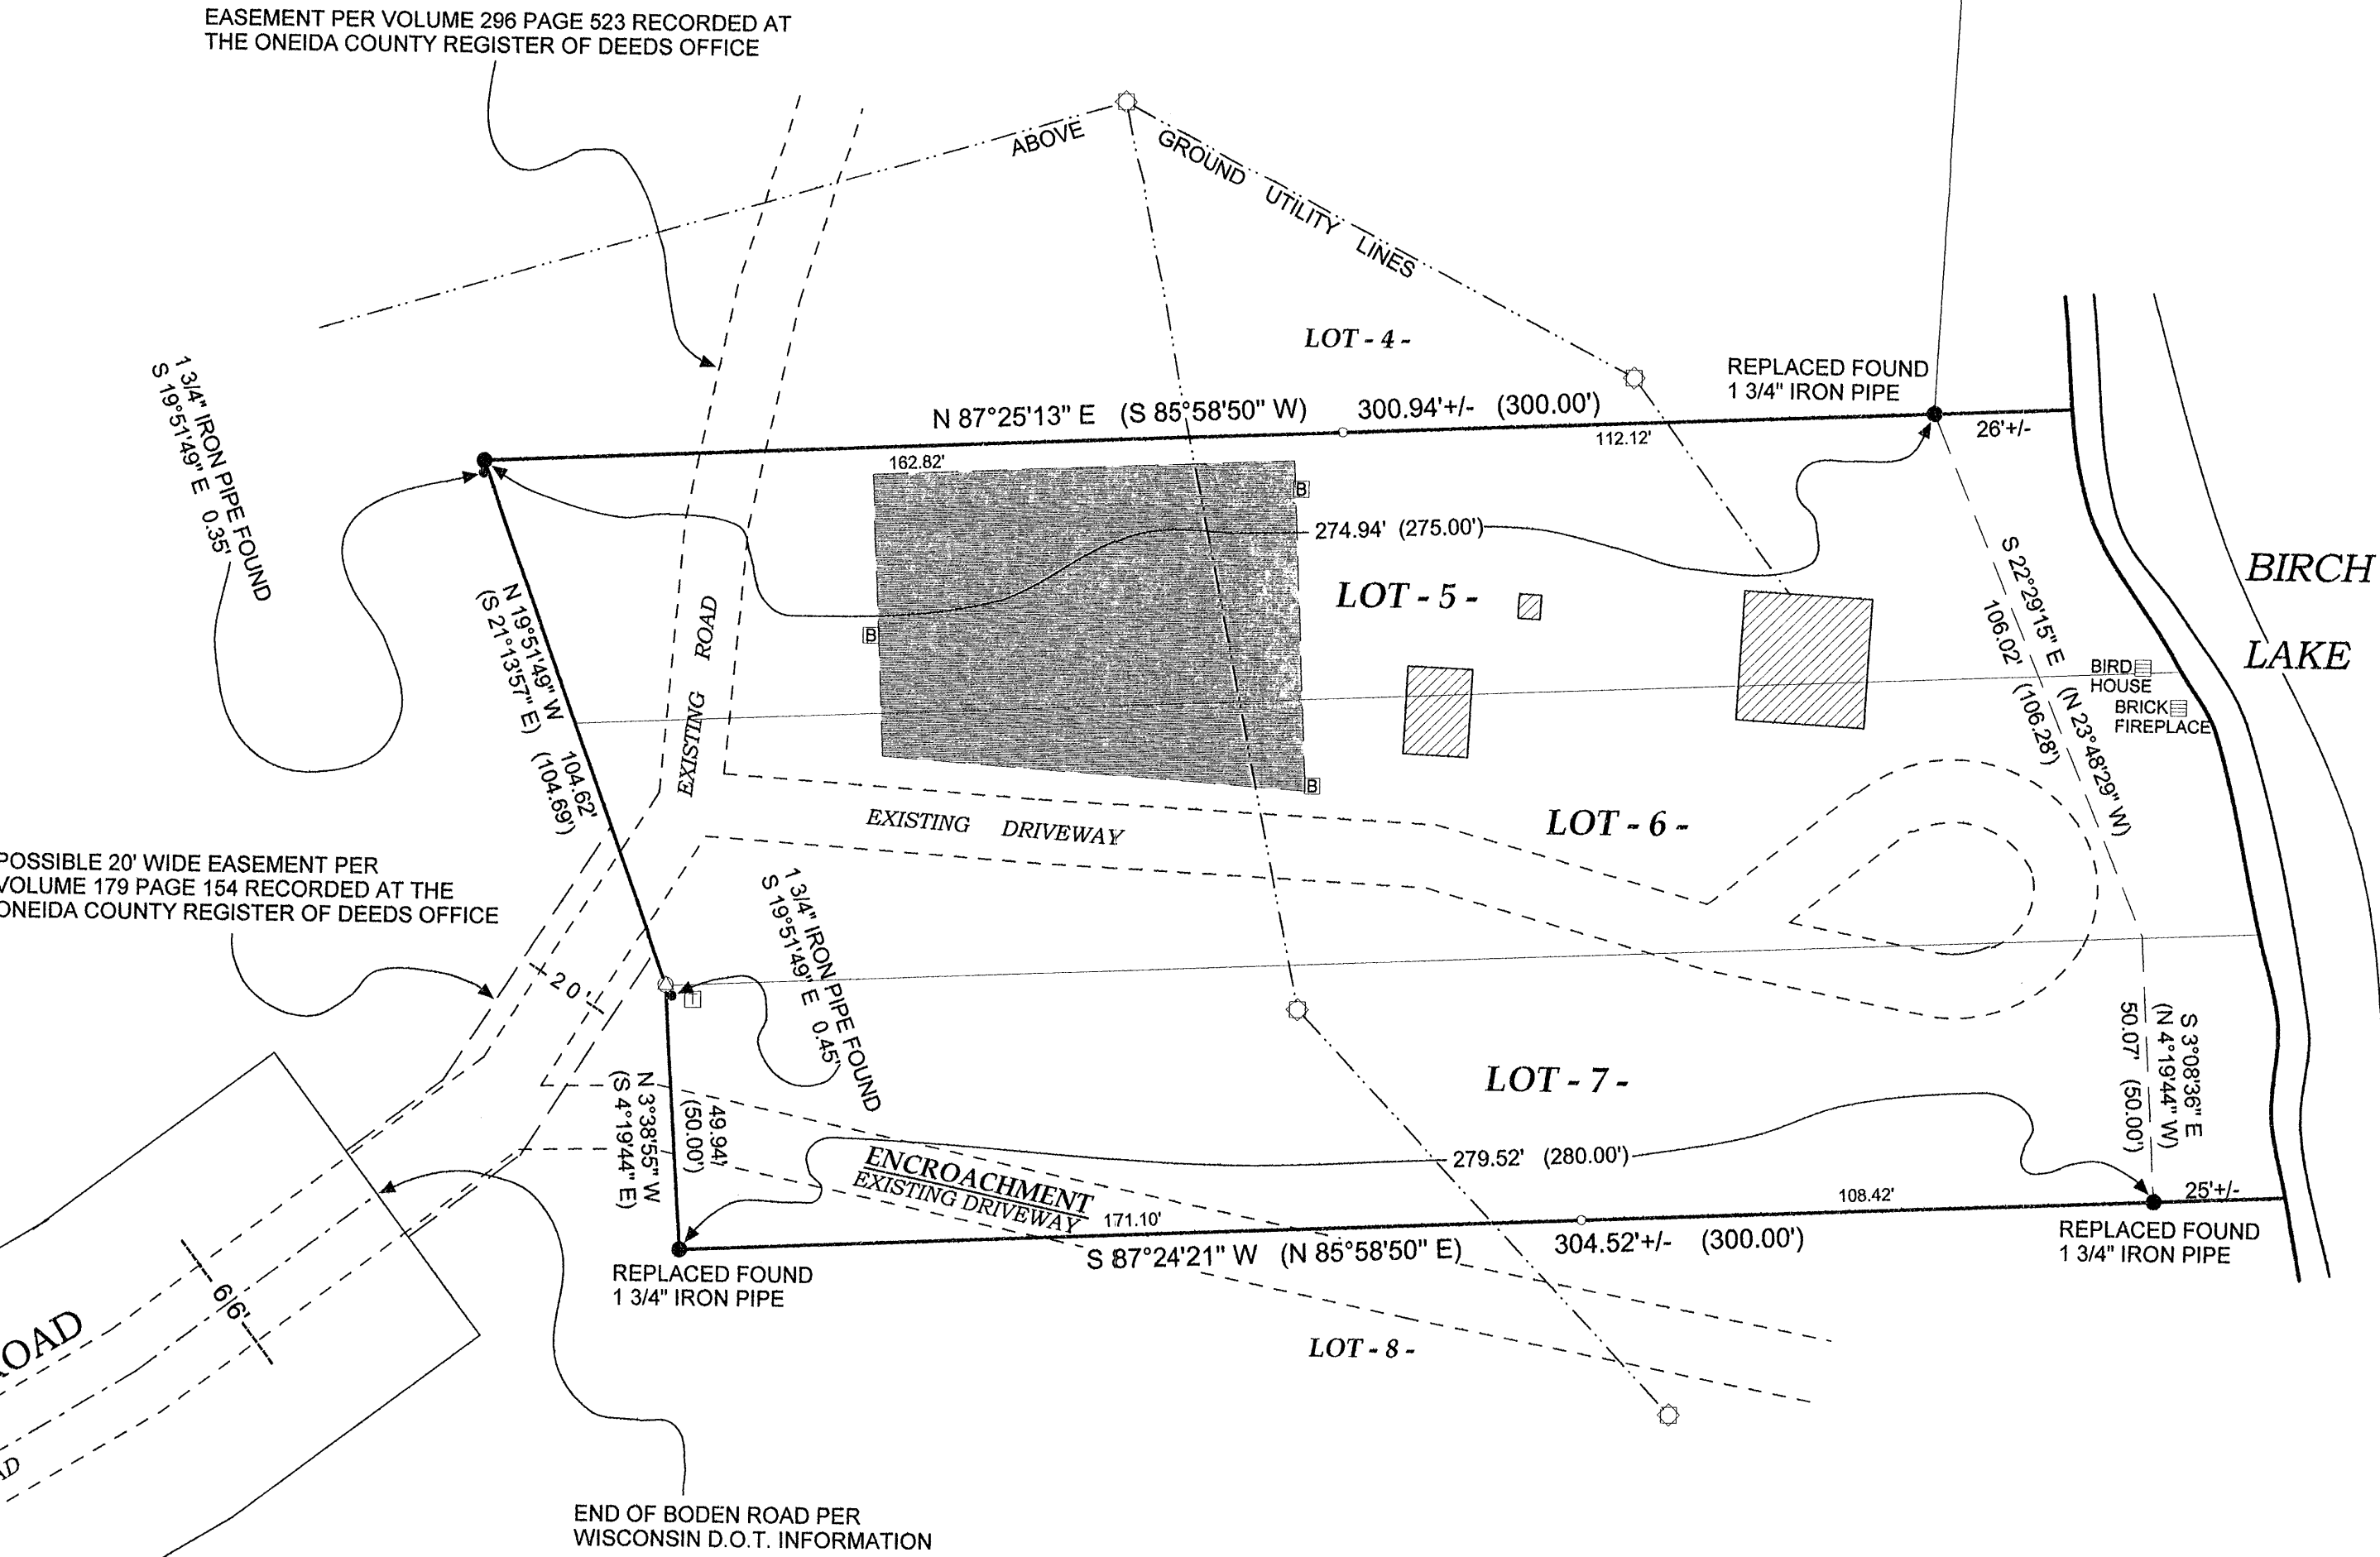 EASEMENT PER VOLUME 296 PAGE 523 RECORDED AT
THE ONEIDA COUNTY REGISTER OF DEEDS OFFICE
ABOVE GROUND UTILITY LINES
LOT - 4 -
REPLACED FOUND
1 3/4" IRON PIPE
1 3/4" IRON PIPE FOUND
S 19°51'49" E 0.35'
N 87°25'13" E (S 85°58'50" W) 300.94'+/- (300.00')
162.82'
112.12'
26'+/-
B
274.94' (275.00')
BIRCH
LAKE
LOT - 5 -
B
N 19°51'49" W 104.62'
(S 21°13'57" E) (104.69')
EXISTING ROAD
S 22°29'15" E (N 23°48'29" W)
106.02' (106.28')
BIRD
HOUSE
BRICK
FIREPLACE
B
EXISTING DRIVEWAY
LOT - 6 -
POSSIBLE 20' WIDE EASEMENT PER
VOLUME 179 PAGE 154 RECORDED AT THE
ONEIDA COUNTY REGISTER OF DEEDS OFFICE
20'
1 3/4" IRON PIPE FOUND
S 19°51'49" E 0.45'
T
N 3°38'55" W 49.94'
(S 4°19'44" E) (50.00')
LOT - 7 -
S 3°08'36" E
(N 4°19'44" W)
50.07' (50.00')
279.52' (280.00')
ENCROACHMENT
EXISTING DRIVEWAY
171.10'
108.42'
25'+/-
S 87°24'21" W (N 85°58'50" E) 304.52'+/- (300.00')
REPLACED FOUND
1 3/4" IRON PIPE
REPLACED FOUND
1 3/4" IRON PIPE
66'
ROAD
LOT - 8 -
AD
END OF BODEN ROAD PER
WISCONSIN D.O.T. INFORMATION